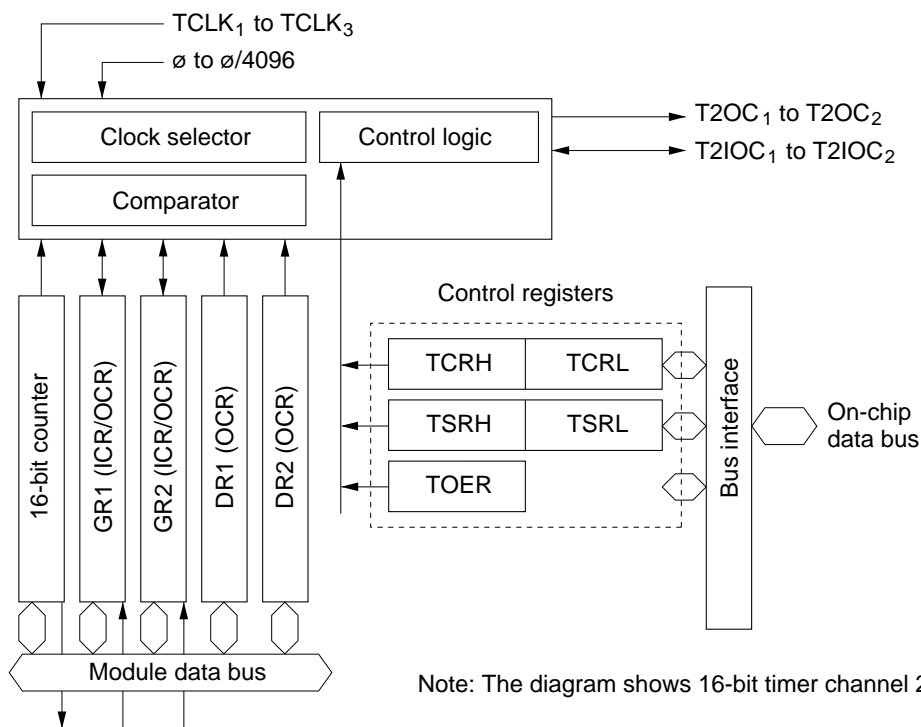 TCLK₁ to TCLK₃
ø to ø/4096
Clock selector
Control logic
Comparator
T2OC₁ to T2OC₂
T2IOC₁ to T2IOC₂
Control registers
16-bit counter
GR1 (ICR/OCR)
GR2 (ICR/OCR)
DR1 (OCR)
DR2 (OCR)
TCRH
TCRL
TSRH
TSRL
TOER
Bus interface
On-chip
data bus
Module data bus
Note: The diagram shows 16-bit timer channel 2